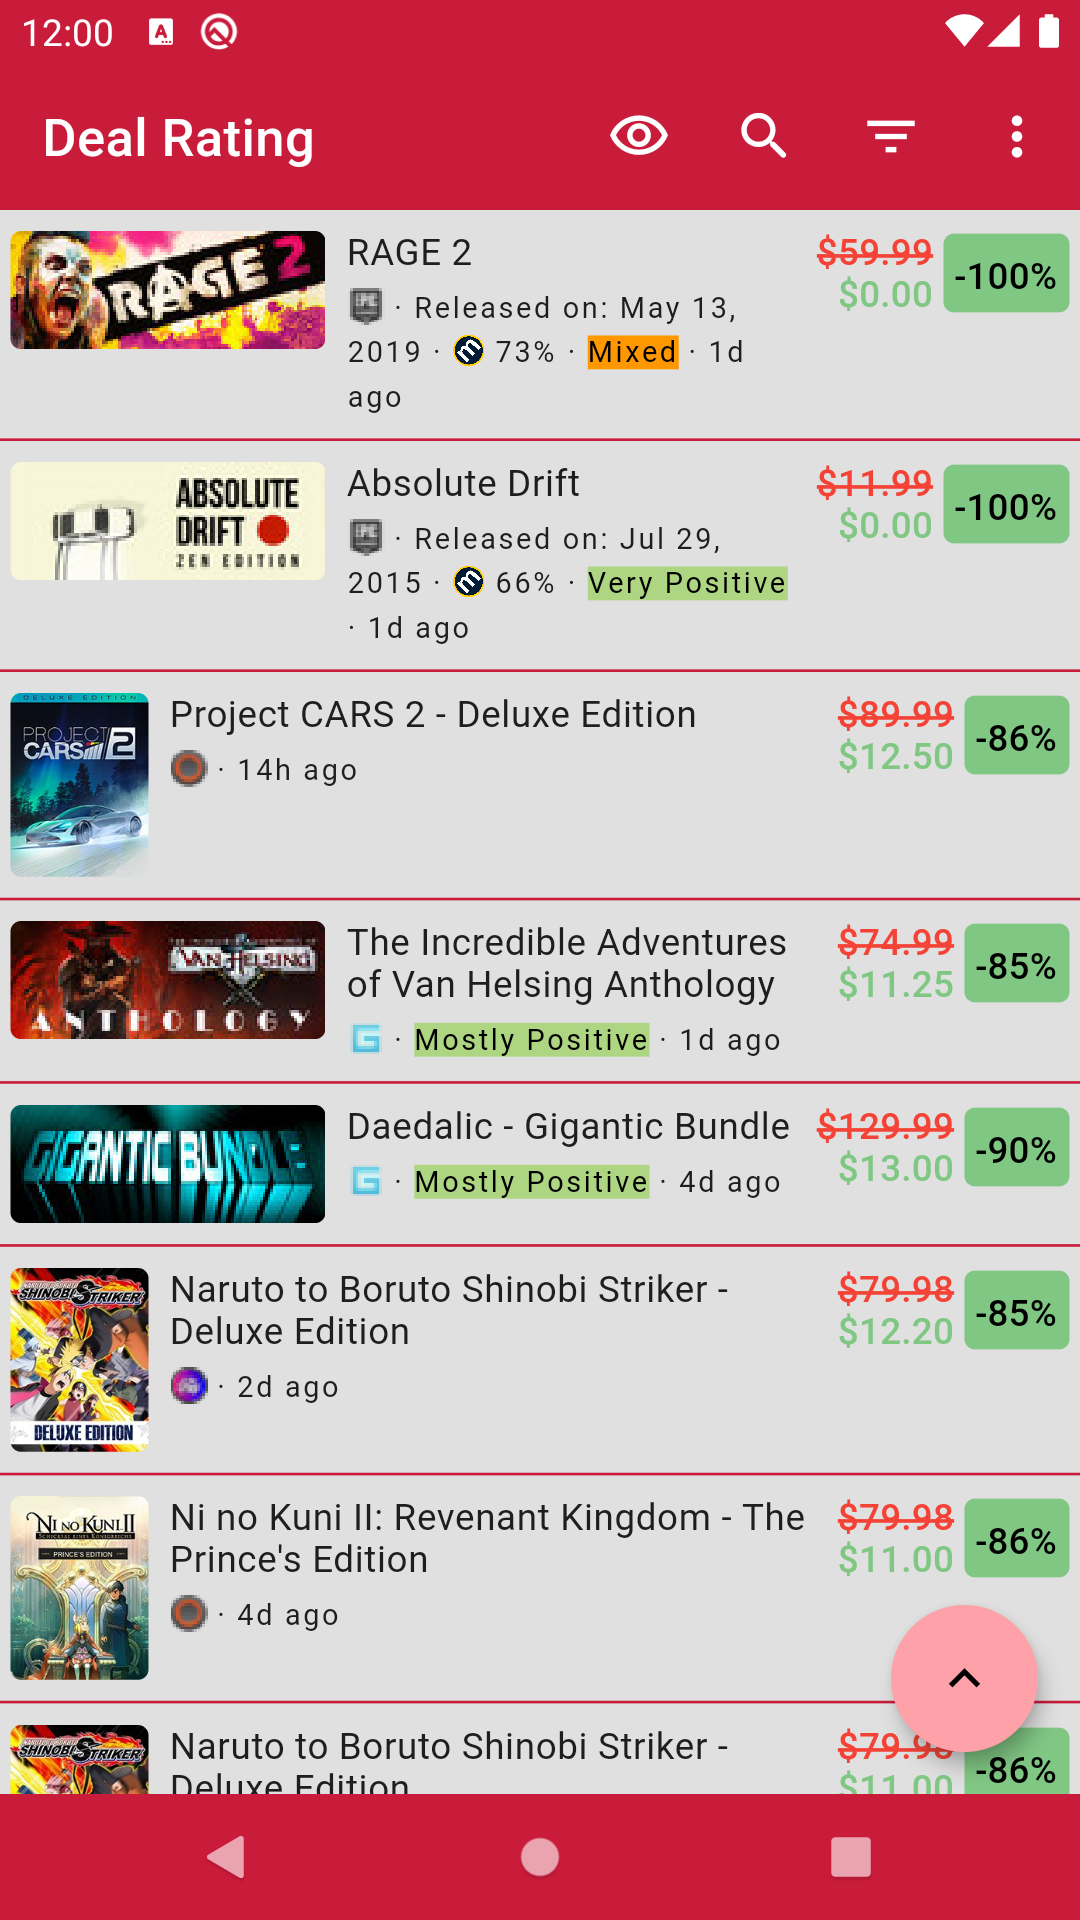 12:00
Deal Rating
RAGE 2
RAGE 2
$59.99
$0.00
-100%
· Released on: May 13,
2019 · 73% · Mixed · 1d
ago
ABSOLUTE
DRIFT
ZEN EDITION
Absolute Drift
$11.99
$0.00
-100%
· Released on: Jul 29,
2015 · 66% · Very Positive
· 1d ago
DELUXE EDITION
PROJECT
CARS 2
Project CARS 2 - Deluxe Edition
$89.99
$12.50
-86%
· 14h ago
VAN HELSING
ANTHOLOGY
The Incredible Adventures
of Van Helsing Anthology
$74.99
$11.25
-85%
· Mostly Positive · 1d ago
GIGANTIC BUNDLE
Daedalic - Gigantic Bundle
$129.99
$13.00
-90%
· Mostly Positive · 4d ago
SHINOBI STRIKER
DELUXE EDITION
Naruto to Boruto Shinobi Striker -
Deluxe Edition
$79.98
$12.20
-85%
· 2d ago
NI NO KUNI II
PRINCE'S EDITION
Ni no Kuni II: Revenant Kingdom - The
Prince's Edition
$79.98
$11.00
-86%
· 4d ago
SHINOBI STRIKER
Naruto to Boruto Shinobi Striker -
Deluxe Edition
$79.98
$11.00
-86%